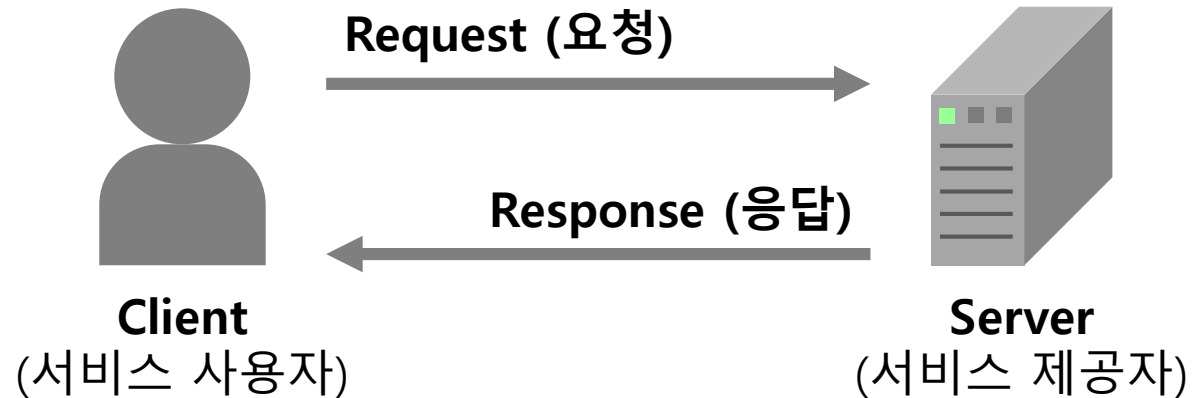 Request (요청)
Response (응답)
Client
(서비스 사용자)
Server
(서비스 제공자)